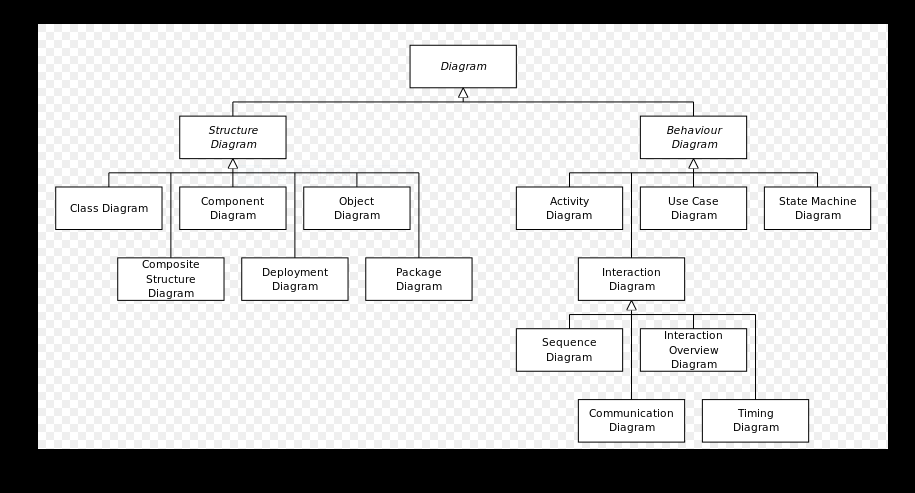 Diagram
Structure
Diagram
Behaviour
Diagram
Class Diagram
Component
Diagram
Object
Diagram
Activity
Diagram
Use Case
Diagram
State Machine
Diagram
Composite
Structure
Diagram
Deployment
Diagram
Package
Diagram
Interaction
Diagram
Sequence
Diagram
Interaction
Overview
Diagram
Communication
Diagram
Timing
Diagram